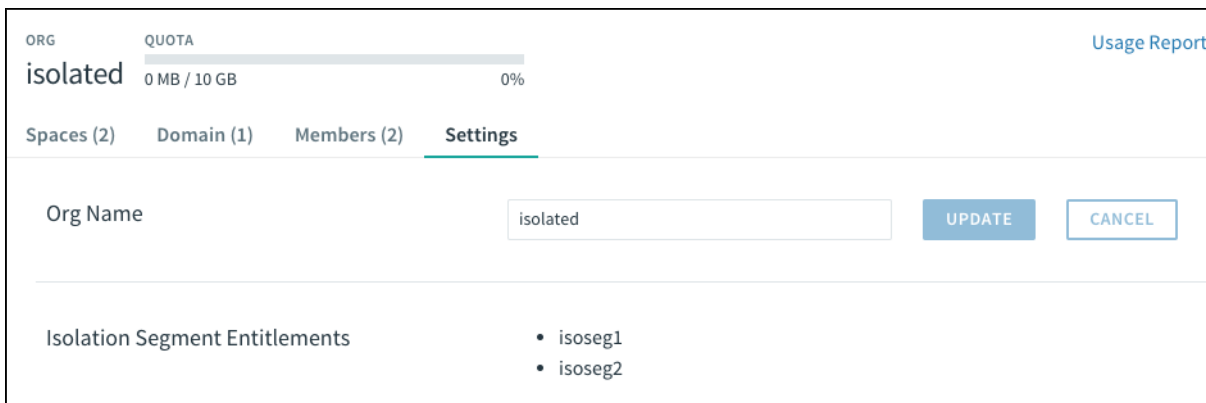 ORG QUOTA Usage Report
isolated 0 MB / 10 GB 0%
Spaces (2) Domain (1) Members (2) Settings
Org Name isolated UPDATE CANCEL
Isolation Segment Entitlements • isoseg1
• isoseg2